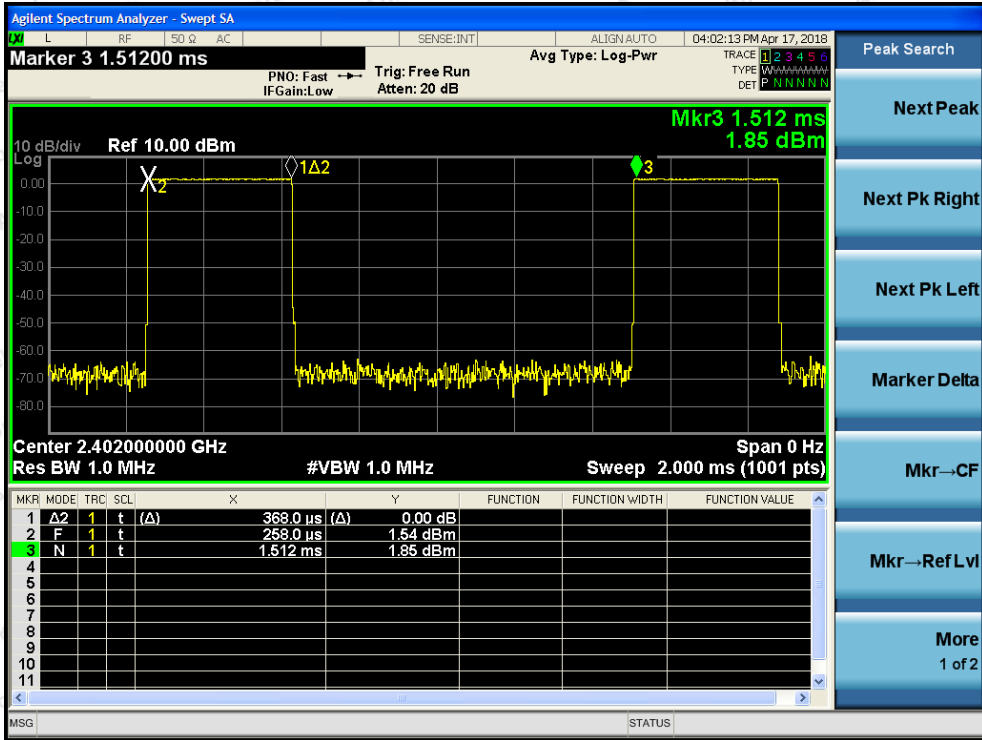 Agilent Spectrum Analyzer - Swept SA
LXI L RF 50 Ω AC SENSE:INT ALIGN AUTO 04:02:13 PM Apr 17, 2018
Marker 3 1.51200 ms
PNO: Fast
IFGain:Low
Trig: Free Run
Atten: 20 dB
Avg Type: Log-Pwr
TRACE 1 2 3 4 5 6
TYPE WWWWWW
DET P N N N N N
Peak Search
Mkr3 1.512 ms
1.85 dBm
10 dB/div Ref 10.00 dBm
Log
0.00
-10.0
-20.0
-30.0
-40.0
-50.0
-60.0
-70.0
-80.0
X2
1Δ2
3
Center 2.402000000 GHz Span 0 Hz
Res BW 1.0 MHz #VBW 1.0 MHz Sweep 2.000 ms (1001 pts)
MKR MODE TRC SCL X Y FUNCTION FUNCTION WIDTH FUNCTION VALUE
1 Δ2 1 t (Δ) 368.0 µs (Δ) 0.00 dB
2 F 1 t 258.0 µs 1.54 dBm
3 N 1 t 1.512 ms 1.85 dBm
4
5
6
7
8
9
10
11
MSG STATUS
Next Peak
Next Pk Right
Next Pk Left
Marker Delta
Mkr→CF
Mkr→Ref Lvl
More
1 of 2